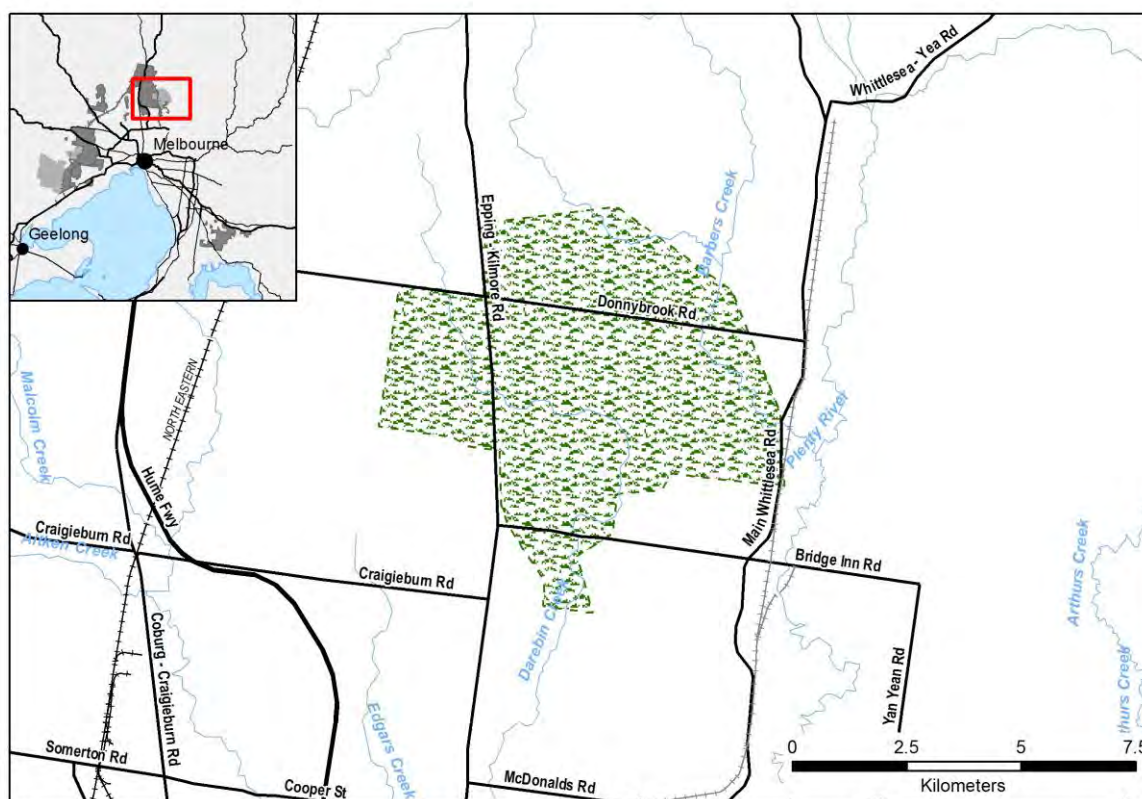 Melbourne
Geelong
Whittlesea - Yea Rd
Barbers Creek
Epping - Kilmore Rd
Donnybrook Rd
NORTH EASTERN
Malcolm Creek
Plenty River
Main Whittlesea Rd
Hume Fwy
Craigieburn Rd
Aitken Creek
Craigieburn Rd
Bridge Inn Rd
Darebin Creek
Arthurs Creek
thurs Creek
Coburg - Craigieburn Rd
Edgars Creek
Yan Yean Rd
Somerton Rd
Cooper St
McDonalds Rd
0 2.5 5 7.5
Kilometers